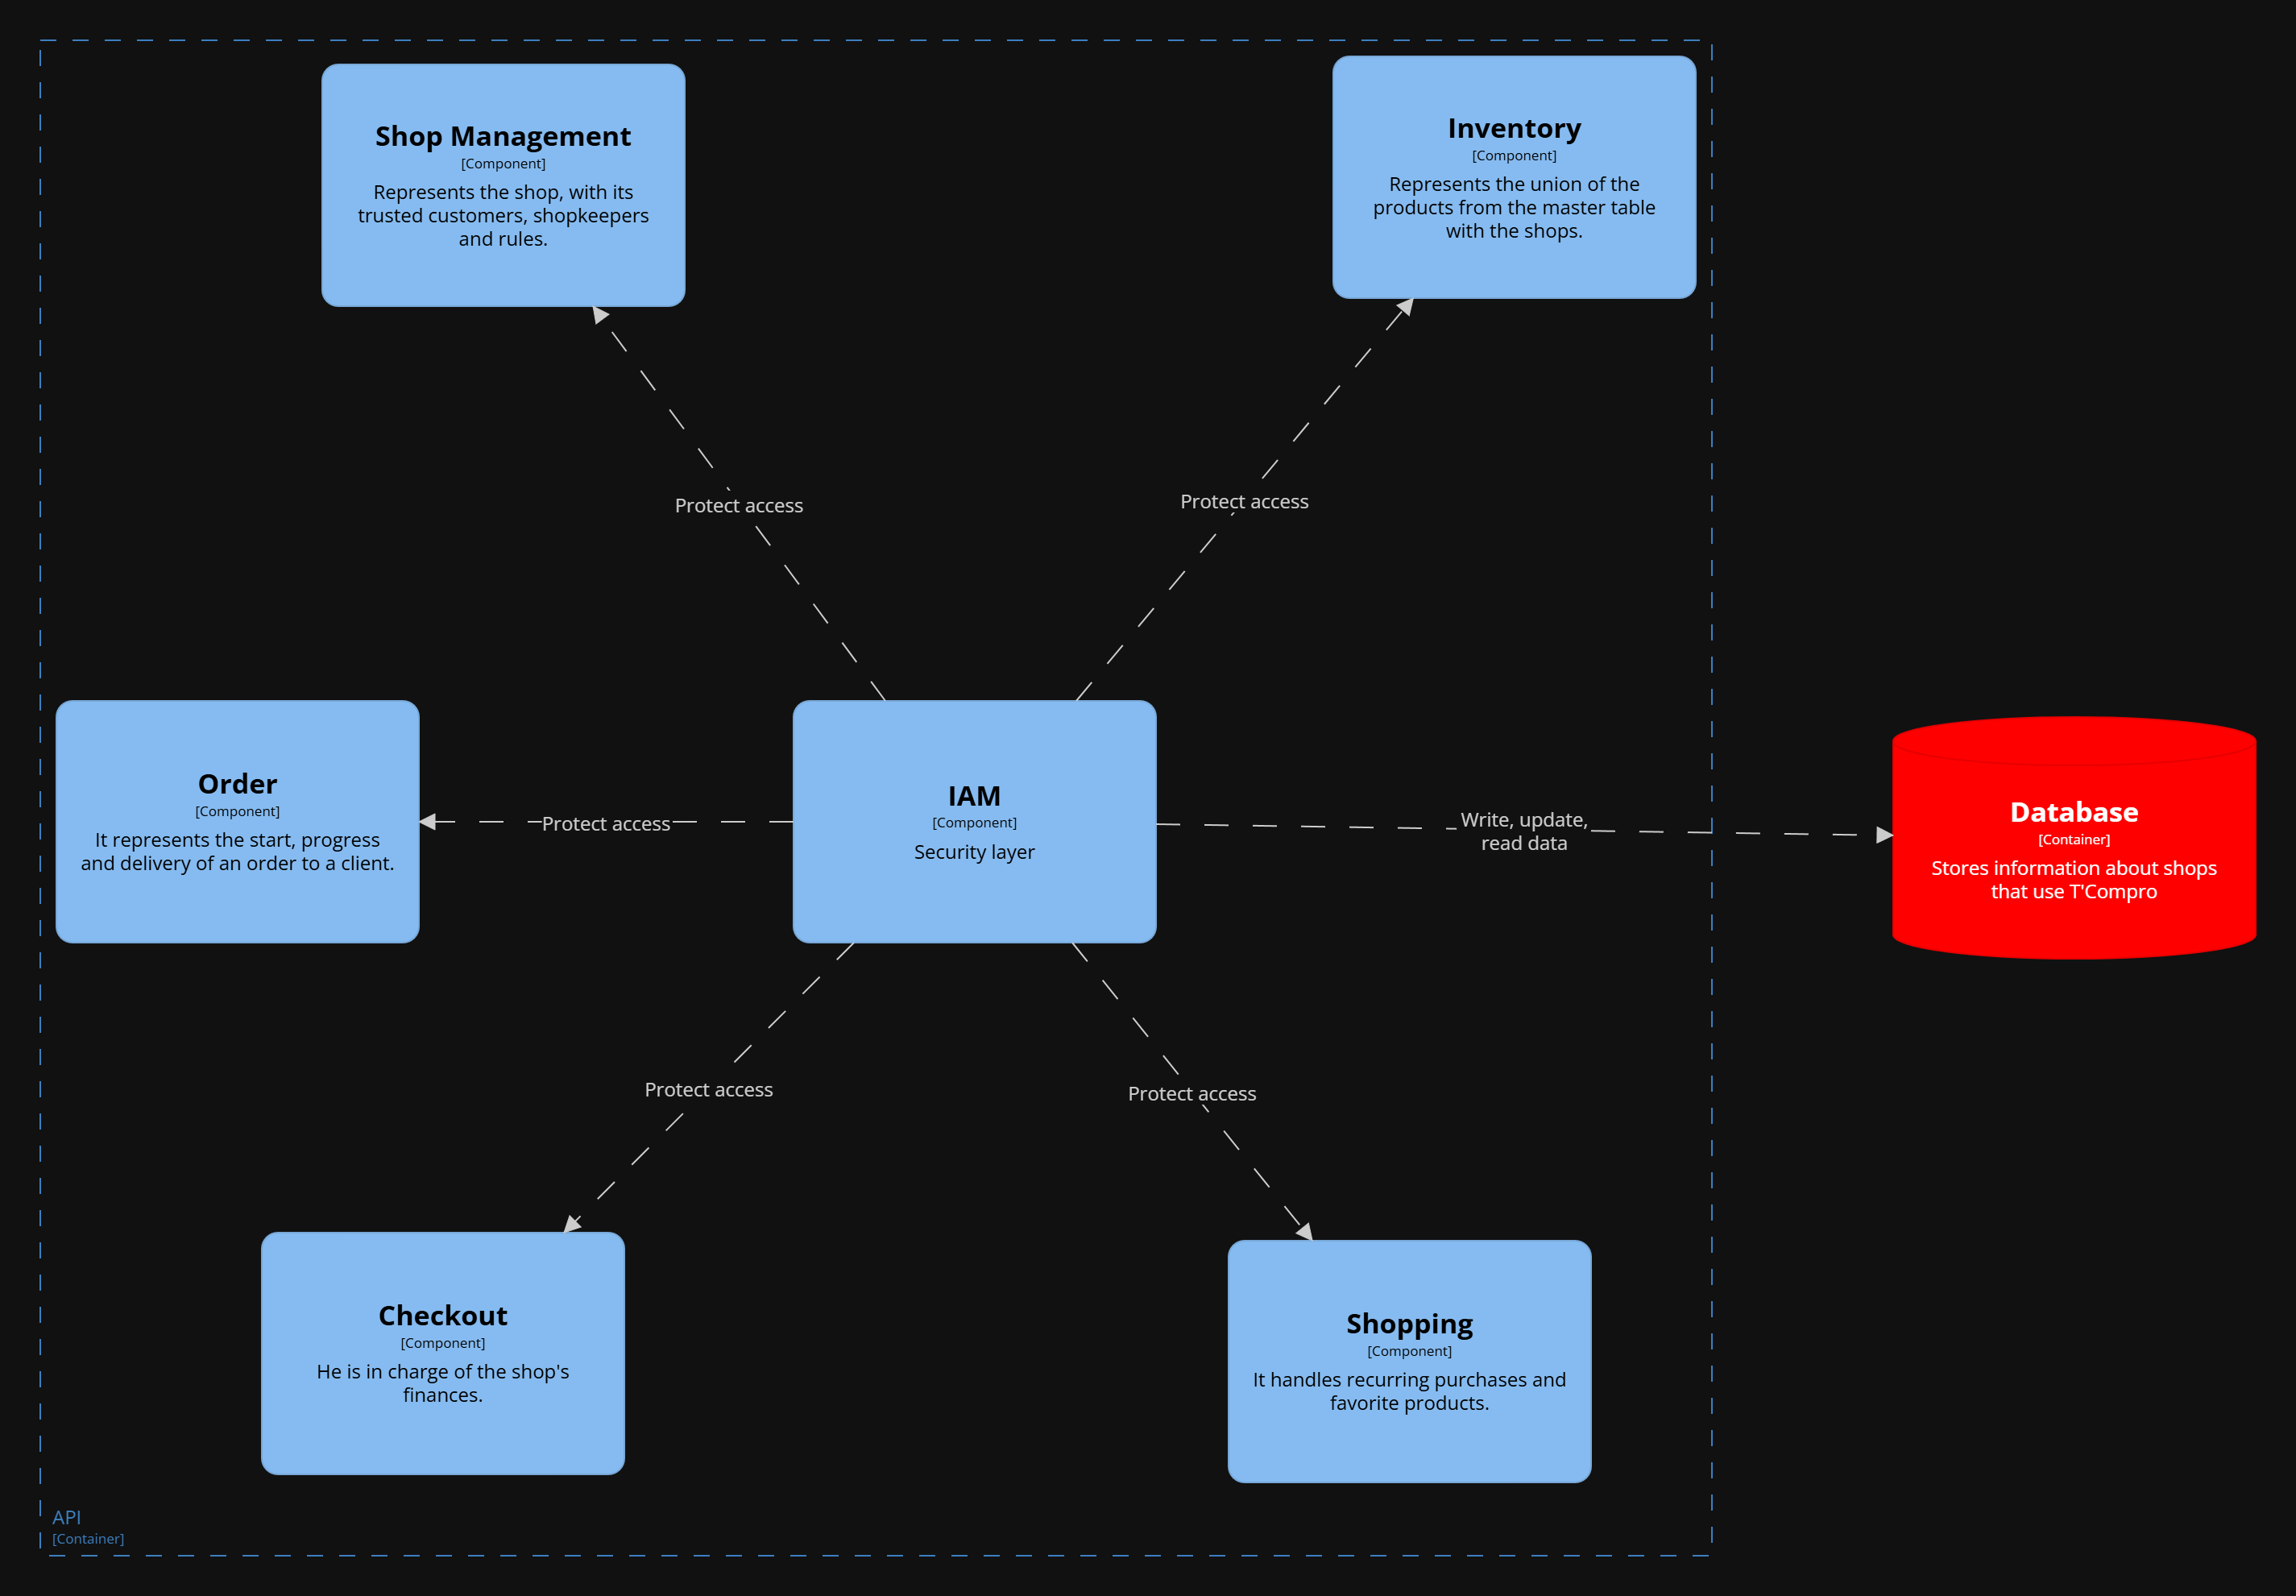 Shop Management
[Component]
Represents the shop, with its
trusted customers, shopkeepers
and rules.
Inventory
[Component]
Represents the union of the
products from the master table
with the shops.
Protect access
Protect access
Order
[Component]
It represents the start, progress
and delivery of an order to a client.
Protect access
IAM
[Component]
Security layer
Write, update,
read data
Database
[Container]
Stores information about shops
that use T'Compro
Protect access
Protect access
Checkout
[Component]
He is in charge of the shop's
finances.
Shopping
[Component]
It handles recurring purchases and
favorite products.
API
[Container]